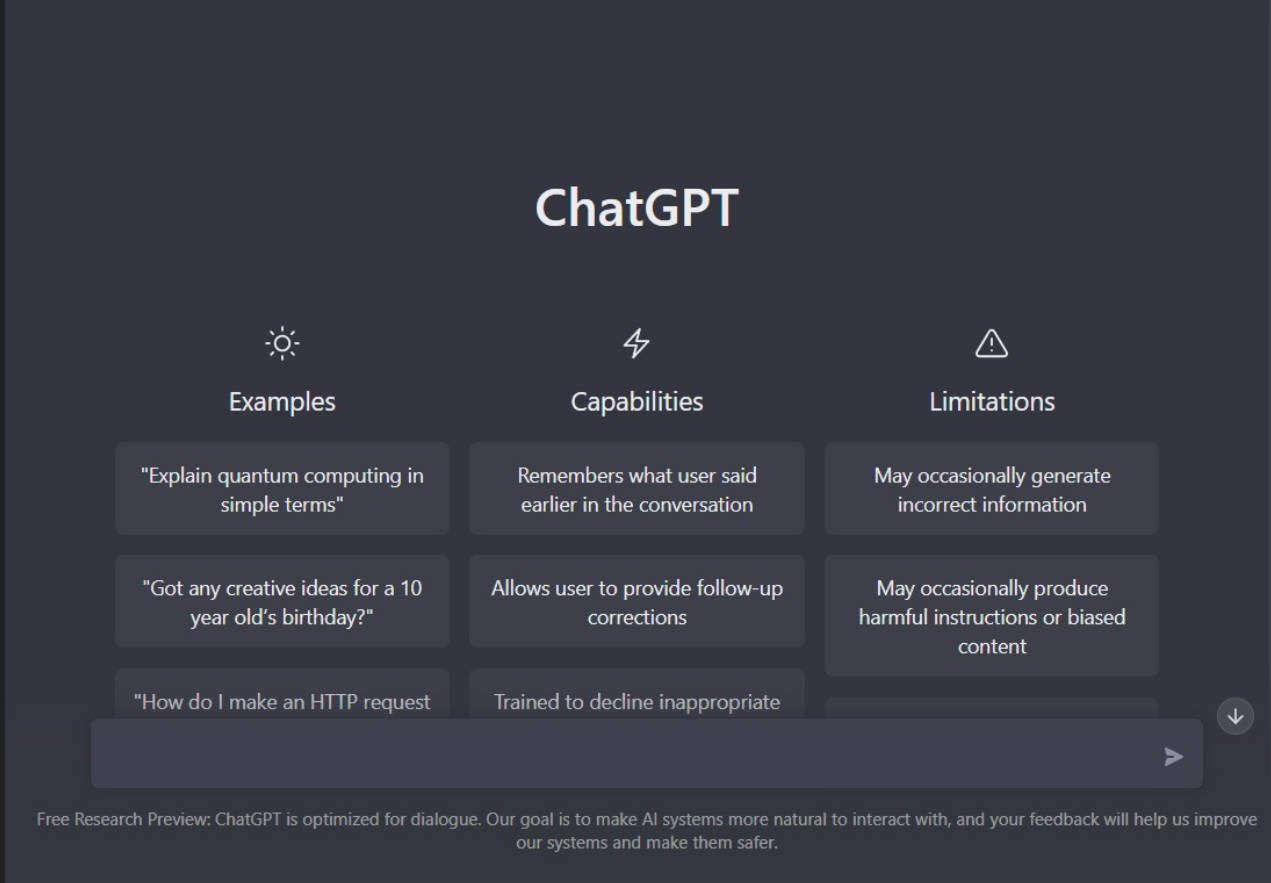 ChatGPT
Examples
"Explain quantum computing in
simple terms"
"Got any creative ideas for a 10
year old’s birthday?"
"How do I make an HTTP request
Capabilities
Remembers what user said
earlier in the conversation
Allows user to provide follow-up
corrections
Trained to decline inappropriate
Limitations
May occasionally generate
incorrect information
May occasionally produce
harmful instructions or biased
content
Free Research Preview: ChatGPT is optimized for dialogue. Our goal is to make AI systems more natural to interact with, and your feedback will help us improve
our systems and make them safer.